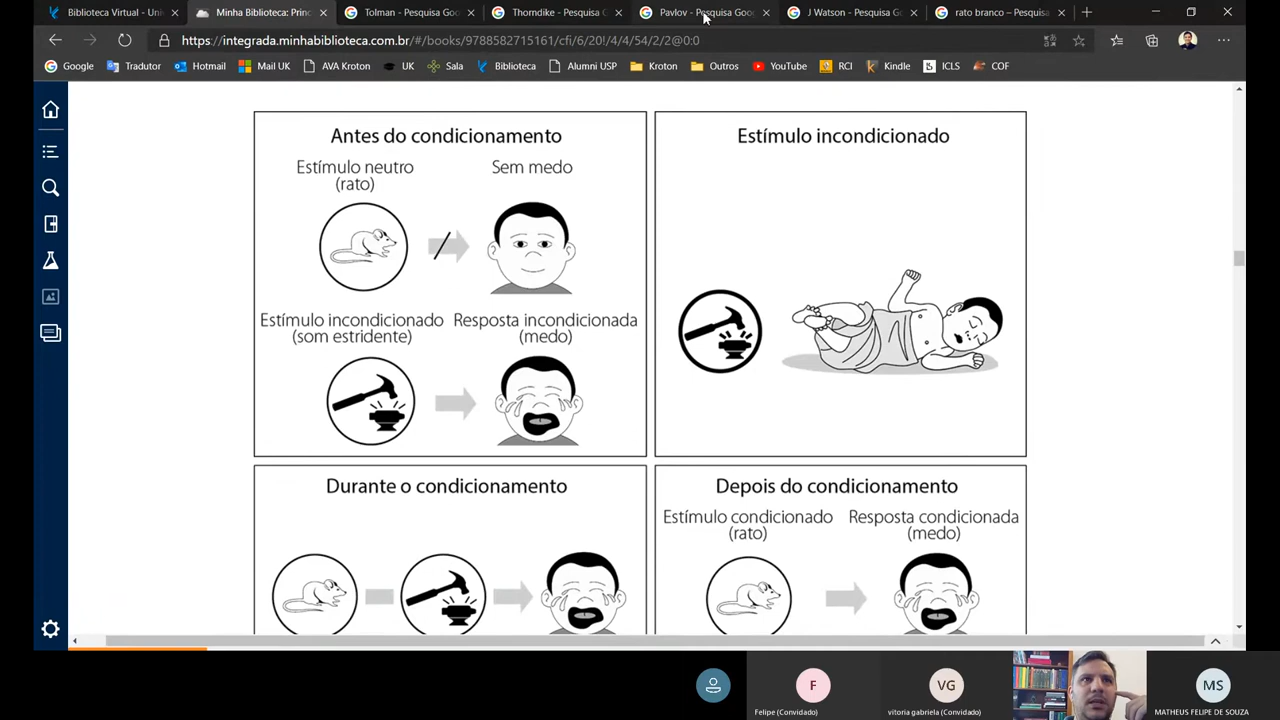 Biblioteca Virtual - Uni
Minha Biblioteca: Princ
Tolman - Pesquisa Goo
Thorndike - Pesquisa G
Pavlov - Pesquisa Goog
J Watson - Pesquisa Go
rato branco – Pesquisa
https://integrada.minhabiblioteca.com.br/#/books/9788582715161/cfi/6/20!/4/4/54/2/2@0:0
Google
Tradutor
Hotmail
Mail UK
AVA Kroton
UK
Sala
Biblioteca
Alumni USP
Kroton
Outros
YouTube
RCI
Kindle
ICLS
COF
Antes do condicionamento
Estímulo neutro
(rato)
Sem medo
Estímulo incondicionado
(som estridente)
Resposta incondicionada
(medo)
Estímulo incondicionado
Durante o condicionamento
Depois do condicionamento
Estímulo condicionado
(rato)
Resposta condicionada
(medo)
F
Felipe (Convidado)
VG
vitoria gabriela (Convidado)
MS
MATHEUS FELIPE DE SOUZA